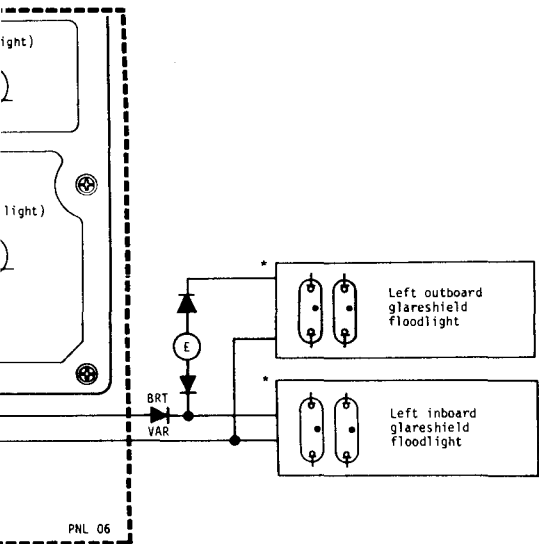 ight)
light)
*
Left outboard
glareshield
floodlight
E
*
BRT
VAR
Left inboard
glareshield
floodlight
PNL 06